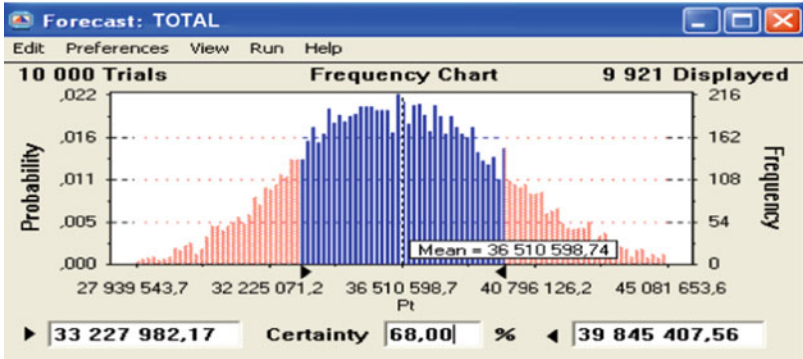 Forecast: TOTAL
Edit Preferences View Run Help
10 000 Trials Frequency Chart 9 921 Displayed
,022 216
,016 162
,011 108
,005 54
,000 0
Probability
Frequency
Mean = 36 510 598,74
27 939 543,7 32 225 071,2 36 510 598,7 40 796 126,2 45 081 653,6
Pt
33 227 982,17 Certainty 68,00 % 39 845 407,56